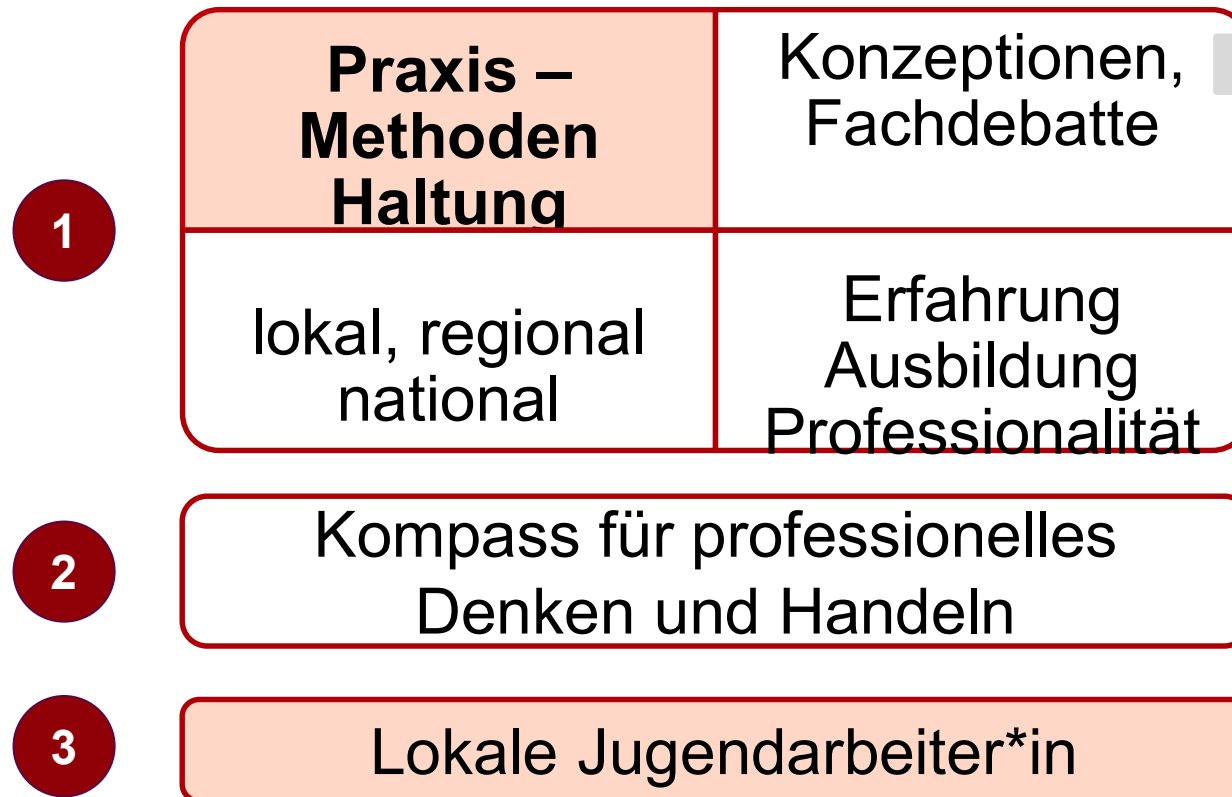 Praxis –
Methoden
Haltung
Konzeptionen,
Fachdebatte
1
lokal, regional
national
Erfahrung
Ausbildung
Professionalität
2
Kompass für professionelles
Denken und Handeln
3
Lokale Jugendarbeiter*in